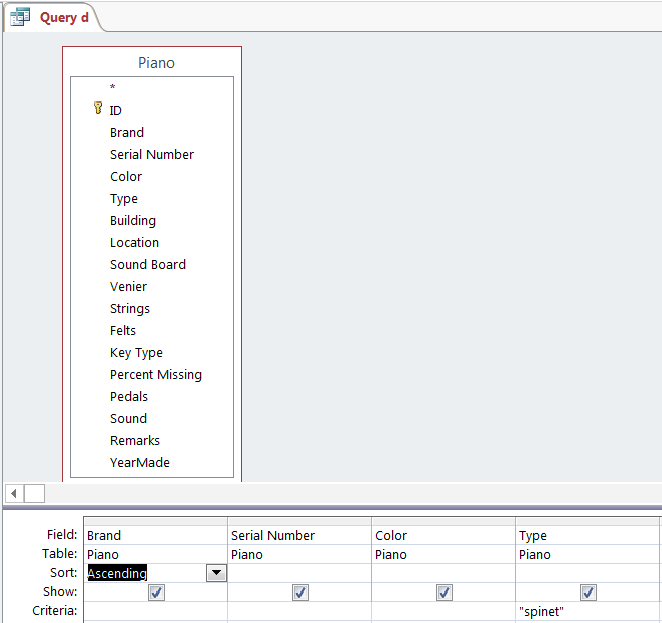 Query d
Piano
*
ID
Brand
Serial Number
Color
Type
Building
Location
Sound Board
Venier
Strings
Felts
Key Type
Percent Missing
Pedals
Sound
Remarks
YearMade
Field: Brand Serial Number Color Type
Table: Piano Piano Piano Piano
Sort: Ascending
Show:
Criteria: "spinet"